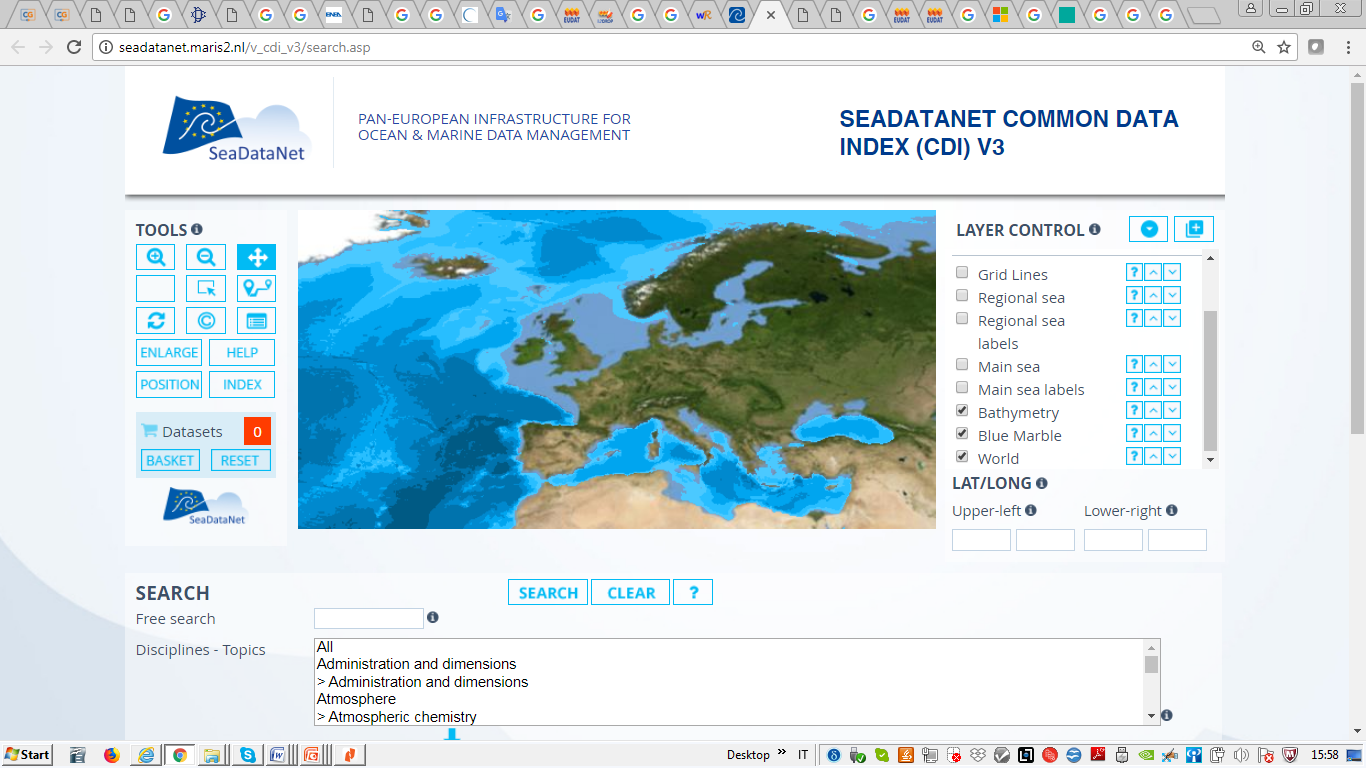 seadatanet.maris2.nl/v_cdi_v3/search.asp
SeaDataNet
PAN-EUROPEAN INFRASTRUCTURE FOR
OCEAN & MARINE DATA MANAGEMENT
SEADATANET COMMON DATA
INDEX (CDI) V3
TOOLS
ENLARGE HELP
POSITION INDEX
Datasets 0
BASKET RESET
SeaDataNet
LAYER CONTROL
Grid Lines ?
Regional sea ?
Regional sea ?
labels
Main sea ?
Main sea labels ?
Bathymetry ?
Blue Marble ?
World ?
LAT/LONG
Upper-left Lower-right
SEARCH SEARCH CLEAR ?
Free search
Disciplines - Topics
All
Administration and dimensions
> Administration and dimensions
Atmosphere
> Atmospheric chemistry
Start Desktop » IT 15:58